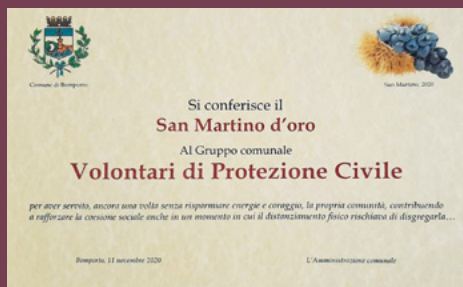 Comune di Bomporto
San Martino, 2020
Si conferisce il
San Martino d'oro
Al Gruppo comunale
Volontari di Protezione Civile
per aver servito, ancora una volta senza risparmiare energie e coraggio, la propria comunità, contribuendo
a rafforzare la coesione sociale anche in un momento in cui il distanziamento fisico rischiava di disgregarla…
Bomporto, 11 novembre 2020
L'Amministrazione comunale